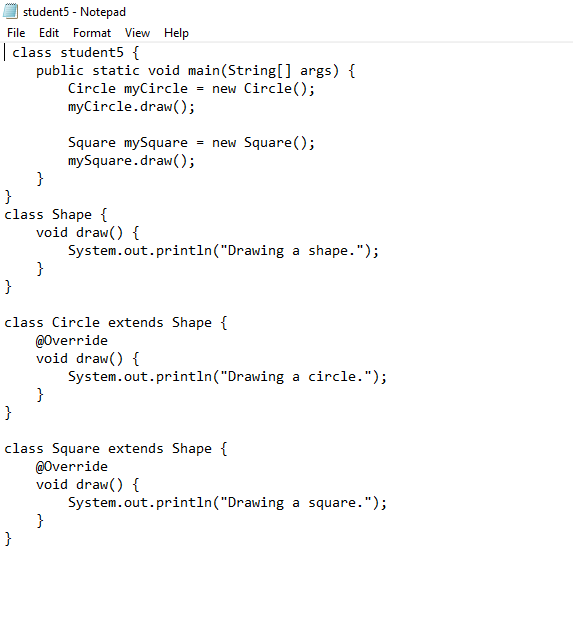 student5 - Notepad
File Edit Format View Help
class student5 {
    public static void main(String[] args) {
        Circle myCircle = new Circle();
        myCircle.draw();

        Square mySquare = new Square();
        mySquare.draw();
    }
}
class Shape {
    void draw() {
        System.out.println("Drawing a shape.");
    }
}

class Circle extends Shape {
    @Override
    void draw() {
        System.out.println("Drawing a circle.");
    }
}

class Square extends Shape {
    @Override
    void draw() {
        System.out.println("Drawing a square.");
    }
}